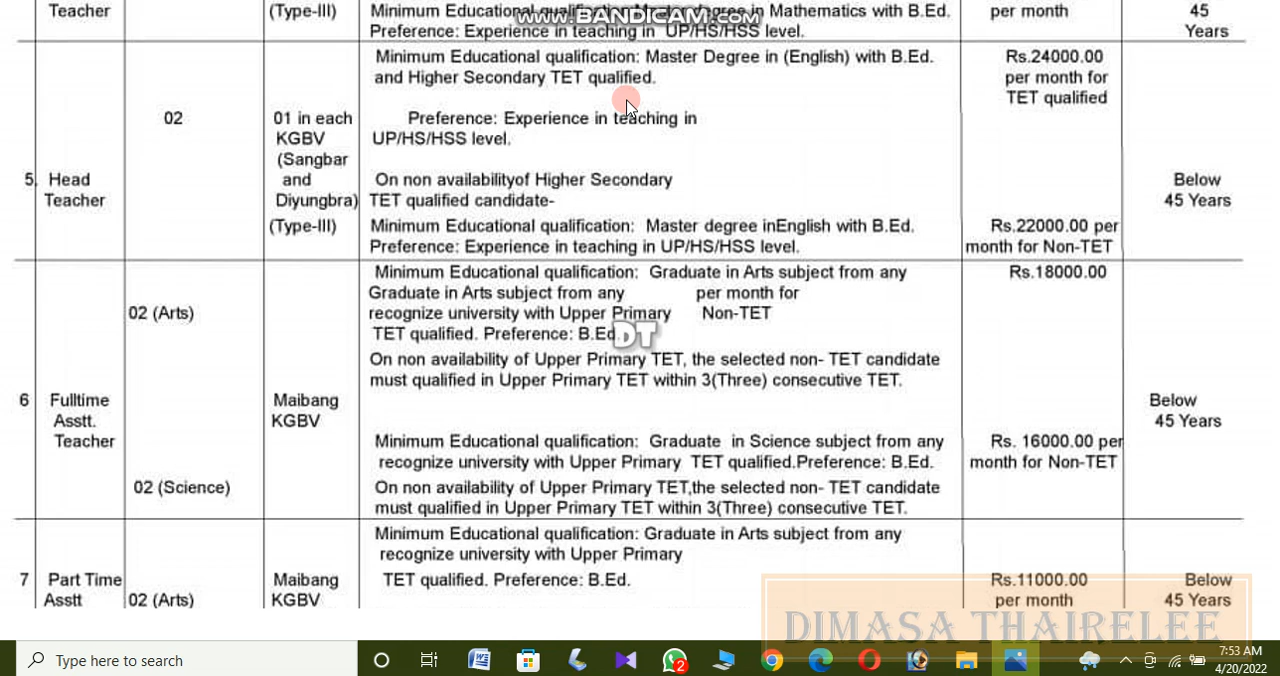 Teacher (Type-III) Minimum Educational qualification: Master degree in Mathematics with B.Ed. per month 45
www.BANDICAM.com
Preference: Experience in teaching in UP/HS/HSS level. Years
Minimum Educational qualification: Master Degree in (English) with B.Ed. Rs.24000.00
and Higher Secondary TET qualified. per month for
TET qualified
02 01 in each Preference: Experience in teaching in
KGBV UP/HS/HSS level.
(Sangbar
5. Head and On non availabilityof Higher Secondary Below
Teacher Diyungbra) TET qualified candidate- 45 Years
(Type-III) Minimum Educational qualification: Master degree inEnglish with B.Ed. Rs.22000.00 per
Preference: Experience in teaching in UP/HS/HSS level. month for Non-TET
Minimum Educational qualification: Graduate in Arts subject from any Rs.18000.00
Graduate in Arts subject from any per month for
02 (Arts) recognize university with Upper Primary Non-TET
TET qualified. Preference: B.Ed.
DT
On non availability of Upper Primary TET, the selected non- TET candidate
must qualified in Upper Primary TET within 3(Three) consecutive TET.
6 Fulltime Maibang Below
Asstt. KGBV 45 Years
Teacher Minimum Educational qualification: Graduate in Science subject from any Rs. 16000.00 per
recognize university with Upper Primary TET qualified.Preference: B.Ed. month for Non-TET
02 (Science) On non availability of Upper Primary TET,the selected non- TET candidate
must qualified in Upper Primary TET within 3(Three) consecutive TET.
Minimum Educational qualification: Graduate in Arts subject from any
recognize university with Upper Primary
7 Part Time Maibang TET qualified. Preference: B.Ed. Rs.11000.00 Below
Asstt 02 (Arts) KGBV per month 45 Years
DIMASA THAIRELEE
Type here to search 2 7:53 AM
4/20/2022